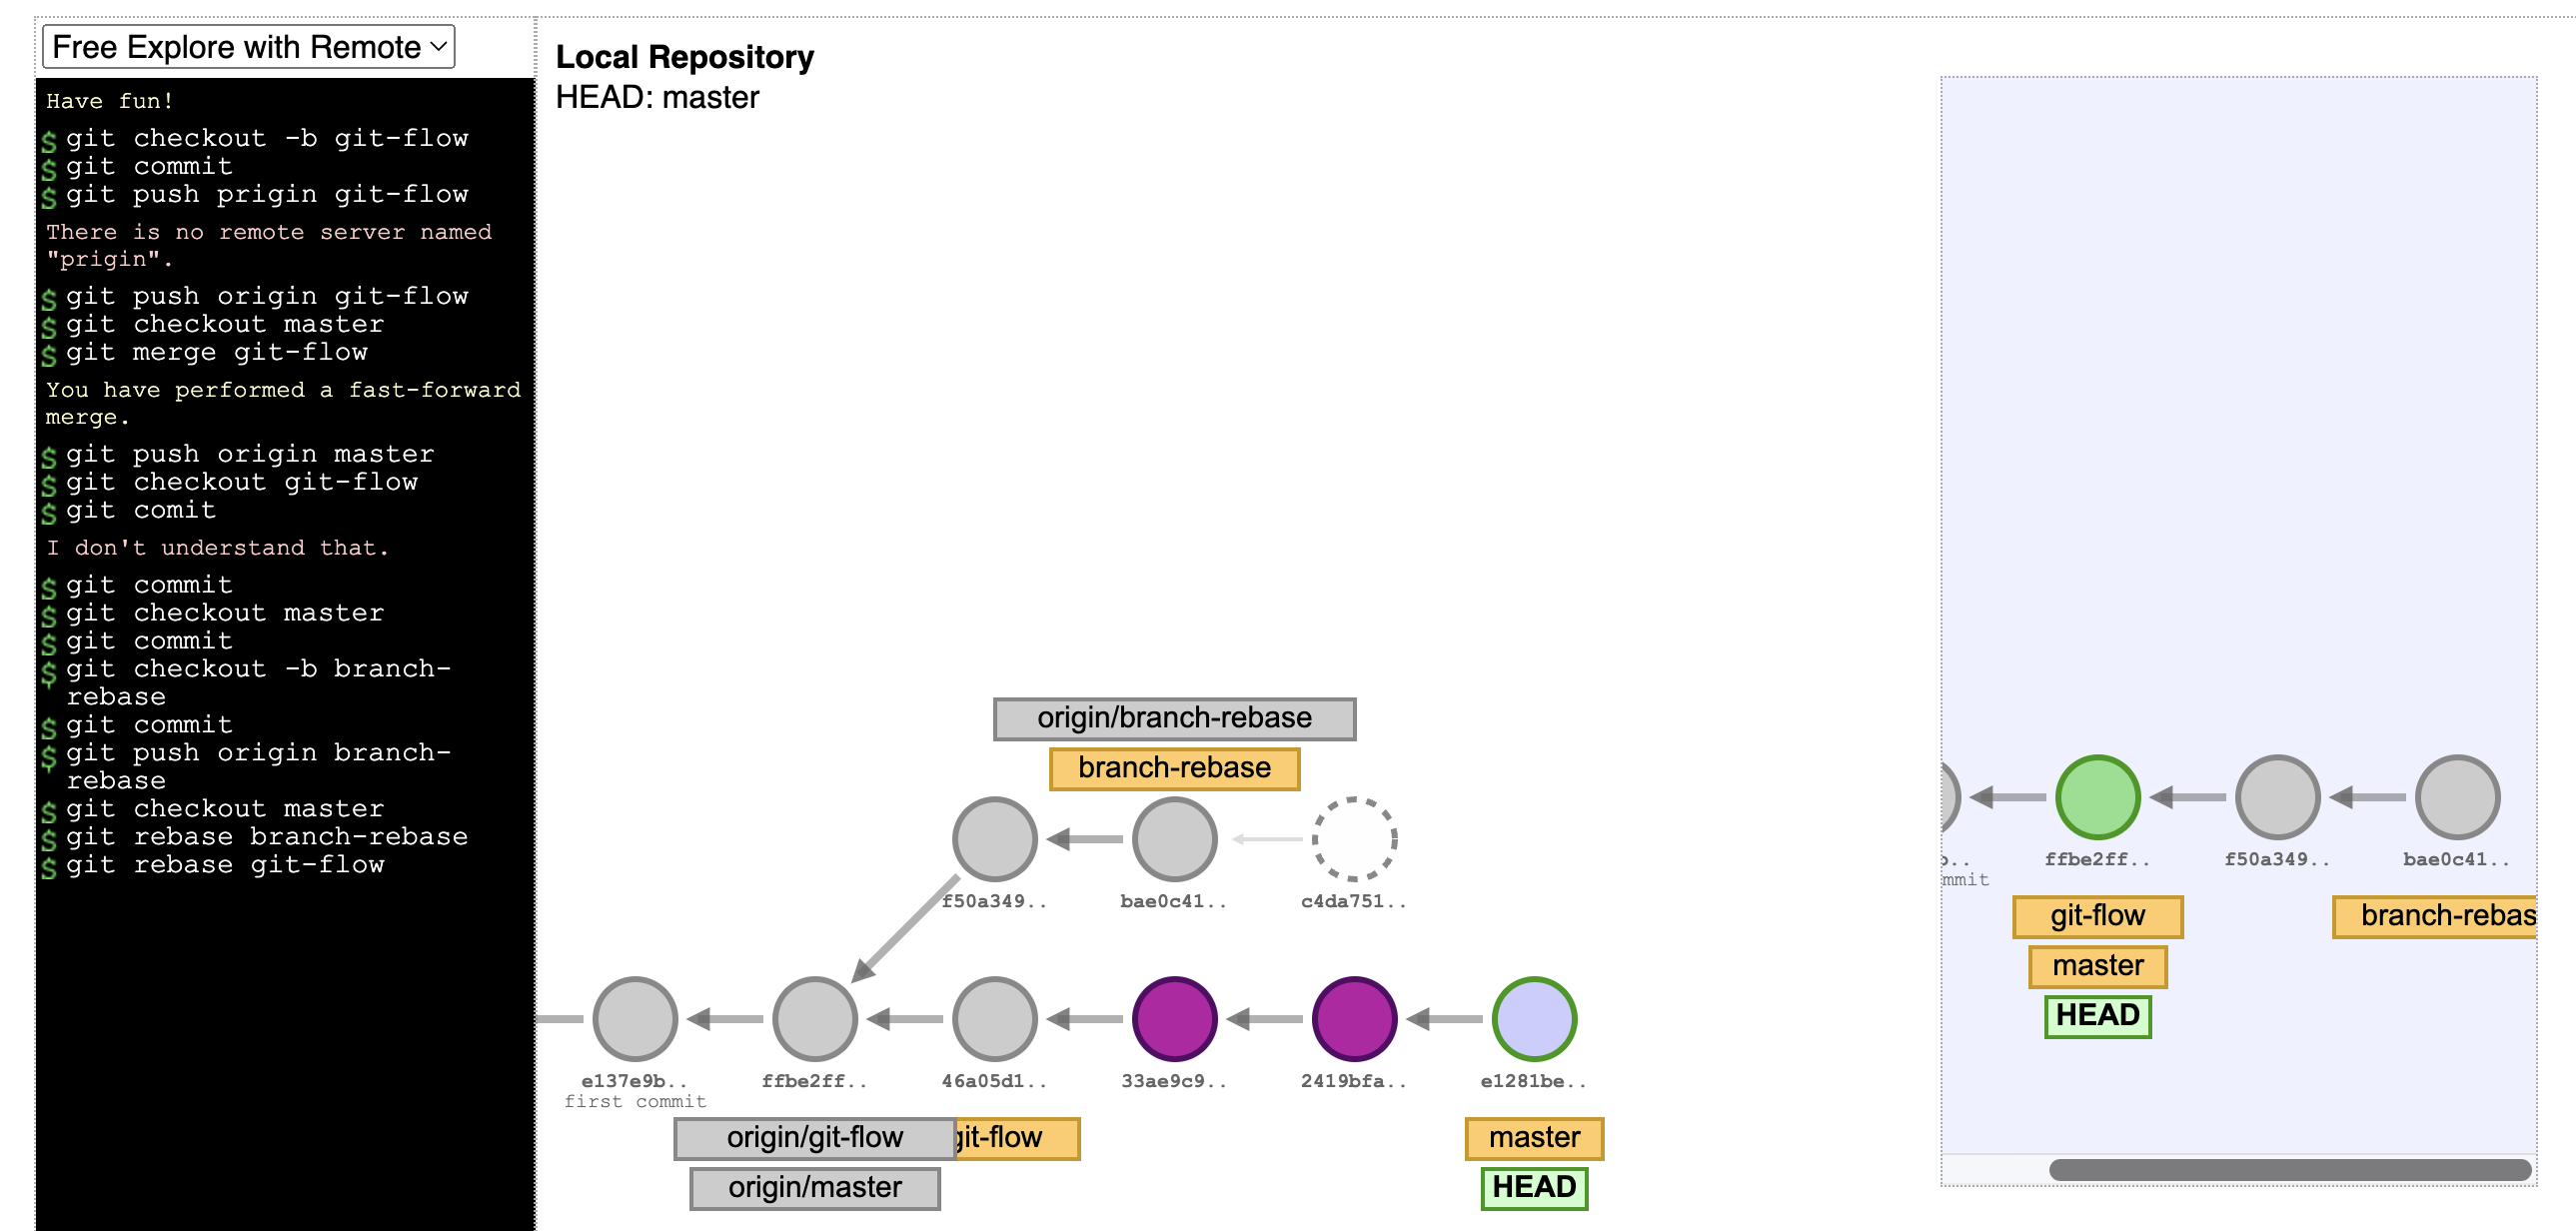 Free Explore with Remote
Have fun!
$ git checkout -b git-flow
$ git commit
$ git push prigin git-flow
There is no remote server named
"prigin".
$ git push origin git-flow
$ git checkout master
$ git merge git-flow
You have performed a fast-forward
merge.
$ git push origin master
$ git checkout git-flow
$ git comit
I don't understand that.
$ git commit
$ git checkout master
$ git commit
$ git checkout -b branch-
rebase
$ git commit
$ git push origin branch-
rebase
$ git checkout master
$ git rebase branch-rebase
$ git rebase git-flow
Local Repository
HEAD: master
origin/branch-rebase
branch-rebase
f50a349..
bae0c41..
c4da751..
e137e9b..
first commit
ffbe2ff..
46a05d1..
33ae9c9..
2419bfa..
e1281be..
origin/git-flow
git-flow
origin/master
master
HEAD
ffbe2ff..
f50a349..
bae0c41..
git-flow
master
HEAD
branch-rebas